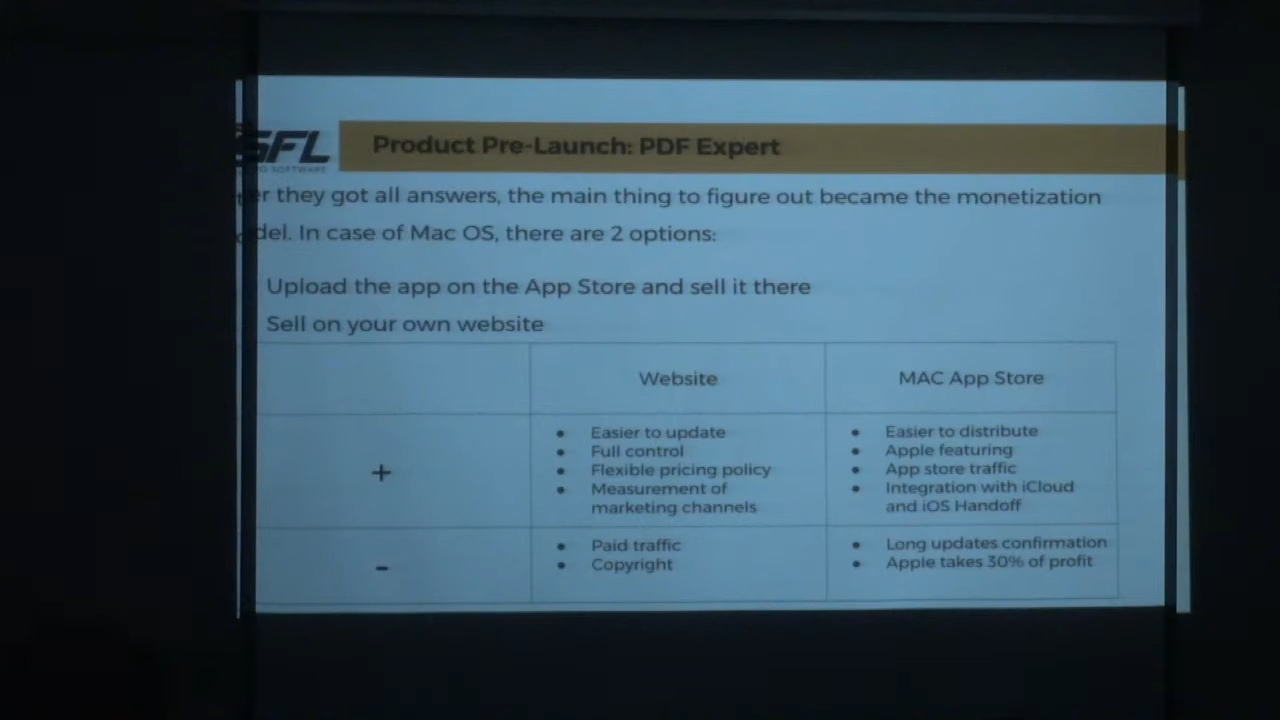 SFL
Product Pre-Launch: PDF Expert
they got all answers, the main thing to figure out became the monetization
In case of Mac OS, there are 2 options:
Upload the app on the App Store and sell it there
Sell on your own website
Website MAC App Store
+
• Easier to update
• Full control
• Flexible pricing policy
• Measurement of
marketing channels
• Easier to distribute
• Apple featuring
• App store traffic
• Integration with iCloud
and iOS Handoff
-
• Paid traffic
• Copyright
• Long updates confirmation
• Apple takes 30% of profit